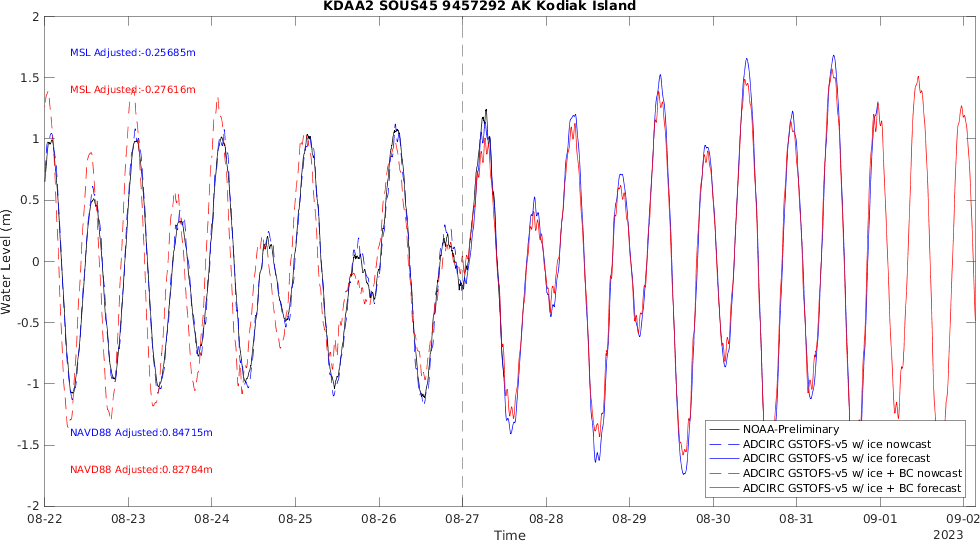 KDAA2 SOUS45 9457292 AK Kodiak Island
2
1.5
1
0.5
0
-0.5
-1
-1.5
-2
Water Level (m)
MSL Adjusted:-0.25685m
MSL Adjusted:-0.27616m
NAVD88 Adjusted:0.84715m
NAVD88 Adjusted:0.82784m
NOAA-Preliminary
ADCIRC GSTOFS-v5 w/ ice nowcast
ADCIRC GSTOFS-v5 w/ ice forecast
ADCIRC GSTOFS-v5 w/ ice + BC nowcast
ADCIRC GSTOFS-v5 w/ ice + BC forecast
08-22 08-23 08-24 08-25 08-26 08-27 08-28 08-29 08-30 08-31 09-01 09-02
Time
2023